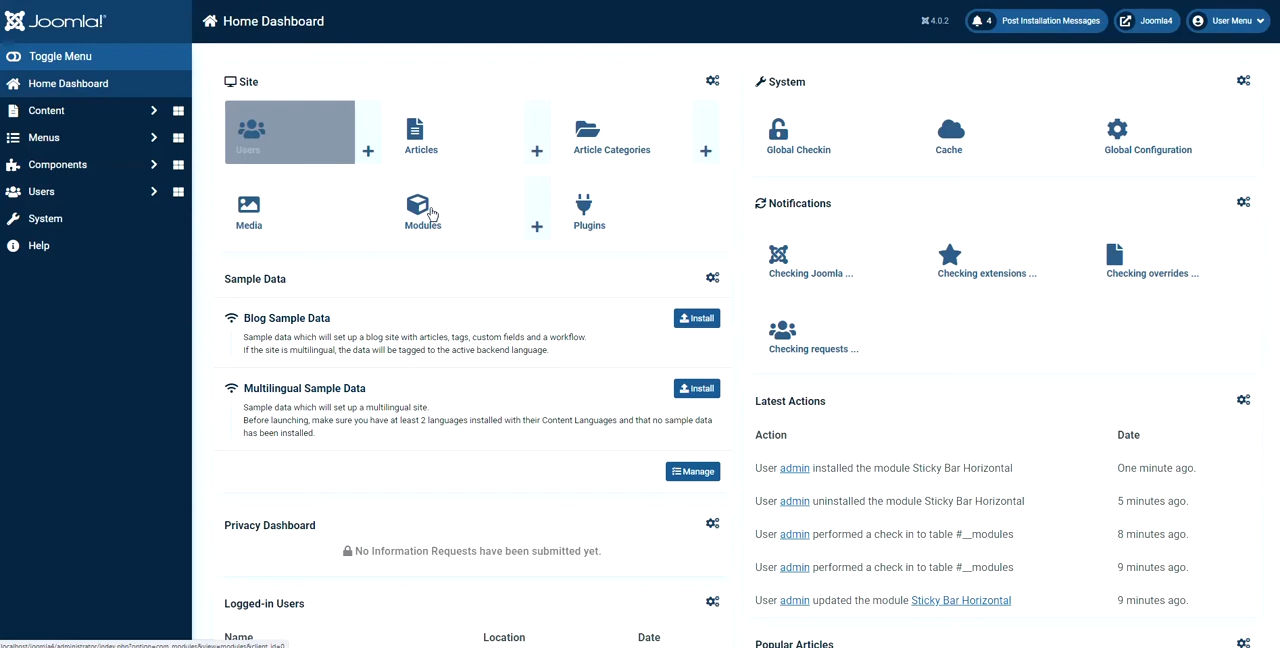 Joomla!®
Home Dashboard
4.0.2
4
Post Installation Messages
Joomla4
User Menu
Toggle Menu
Home Dashboard
Content
Menus
Components
Users
System
Help
Site
Users
Articles
Article Categories
Media
Modules
Plugins
Sample Data
Blog Sample Data
Install
Sample data which will set up a blog site with articles, tags, custom fields and a workflow.
If the site is multilingual, the data will be tagged to the active backend language.
Multilingual Sample Data
Install
Sample data which will set up a multilingual site.
Before launching, make sure you have at least 2 languages installed with their Content Languages and that no sample data
has been installed.
Manage
Privacy Dashboard
No Information Requests have been submitted yet.
Logged-in Users
Name Location Date
System
Global Checkin
Cache
Global Configuration
Notifications
Checking Joomla ...
Checking extensions ...
Checking overrides ...
Checking requests ...
Latest Actions
Action Date
User admin installed the module Sticky Bar Horizontal One minute ago.
User admin uninstalled the module Sticky Bar Horizontal 5 minutes ago.
User admin performed a check in to table #__modules 8 minutes ago.
User admin performed a check in to table #__modules 9 minutes ago.
User admin updated the module Sticky Bar Horizontal 9 minutes ago.
Popular Articles